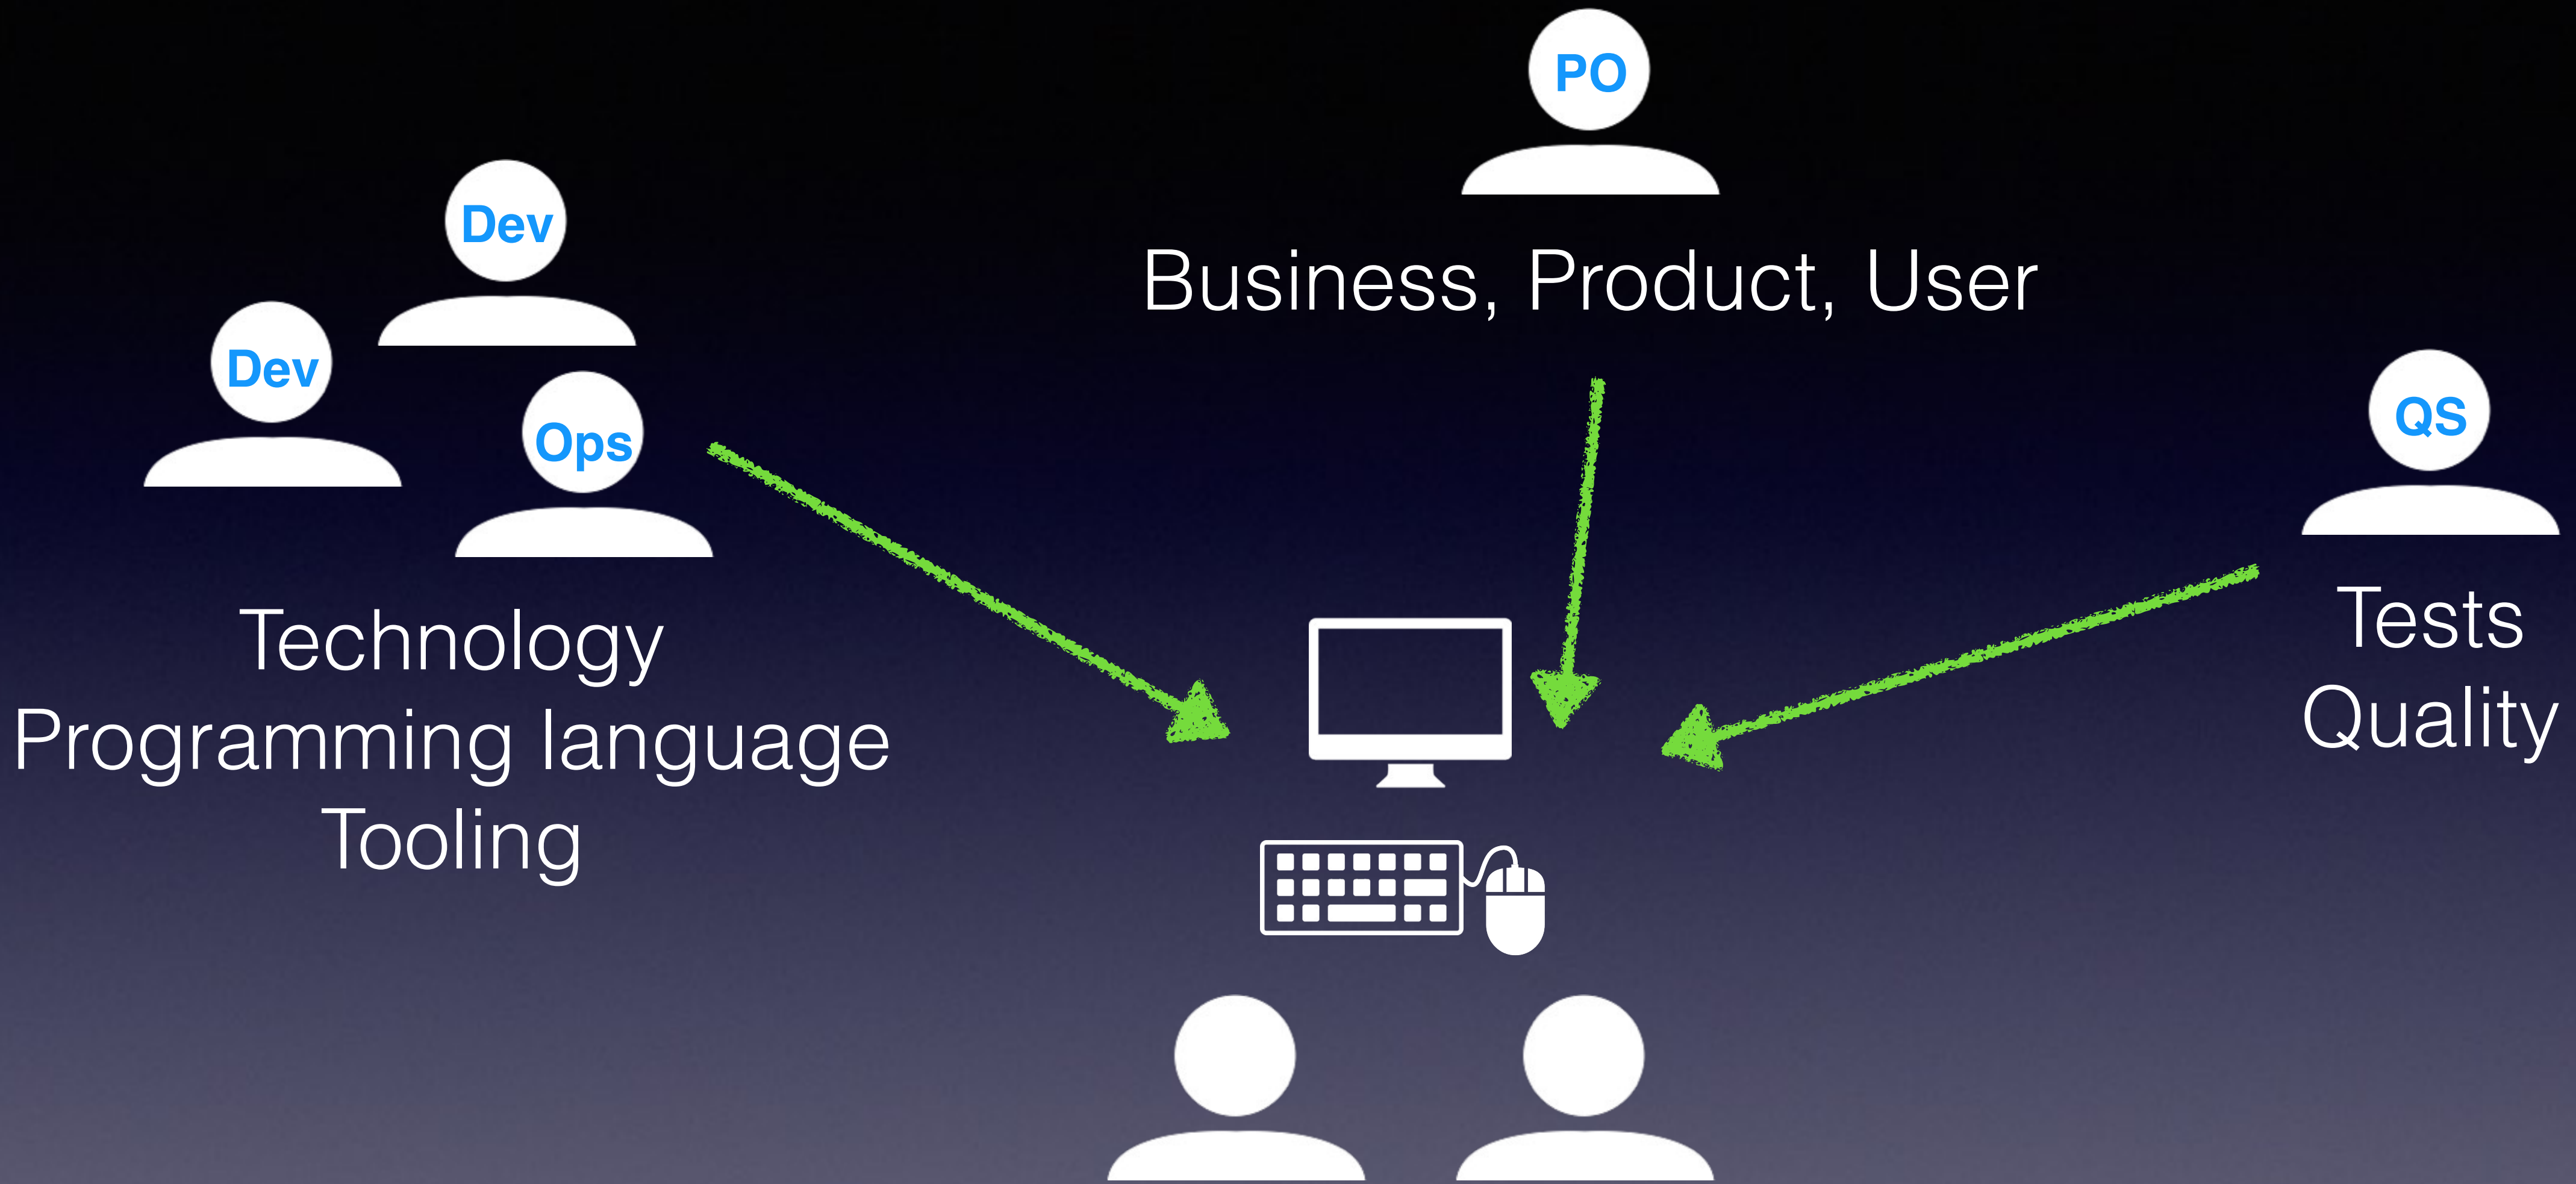 PO
Business, Product, User
Dev
Dev
Ops
Technology
Programming language
Tooling
QS
Tests
Quality